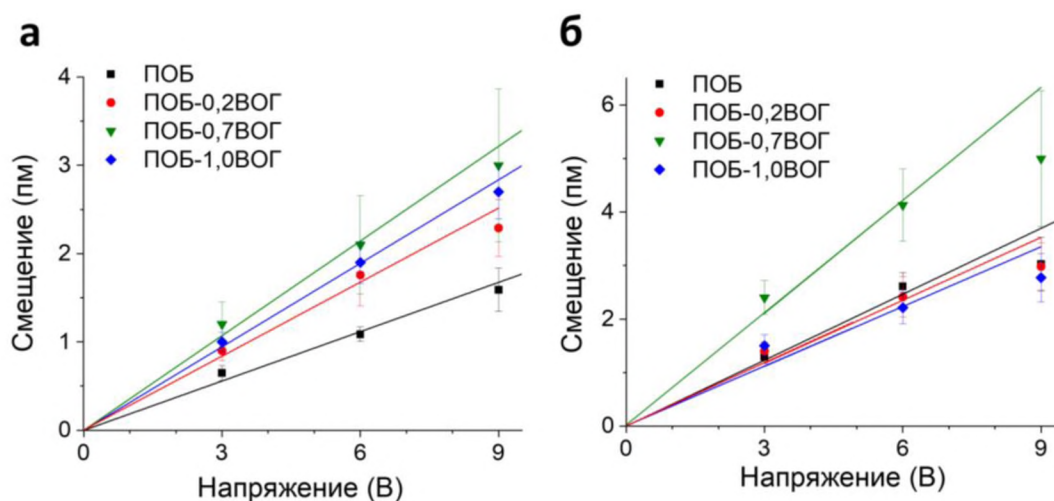 а
ПОБ
ПОБ-0,2ВОГ
ПОБ-0,7ВОГ
ПОБ-1,0ВОГ
4
3
2
1
0
Смещение (пм)
0
3
6
9
Напряжение (В)
б
ПОБ
ПОБ-0,2ВОГ
ПОБ-0,7ВОГ
ПОБ-1,0ВОГ
6
4
2
0
Смещение (пм)
0
3
6
9
Напряжение (В)